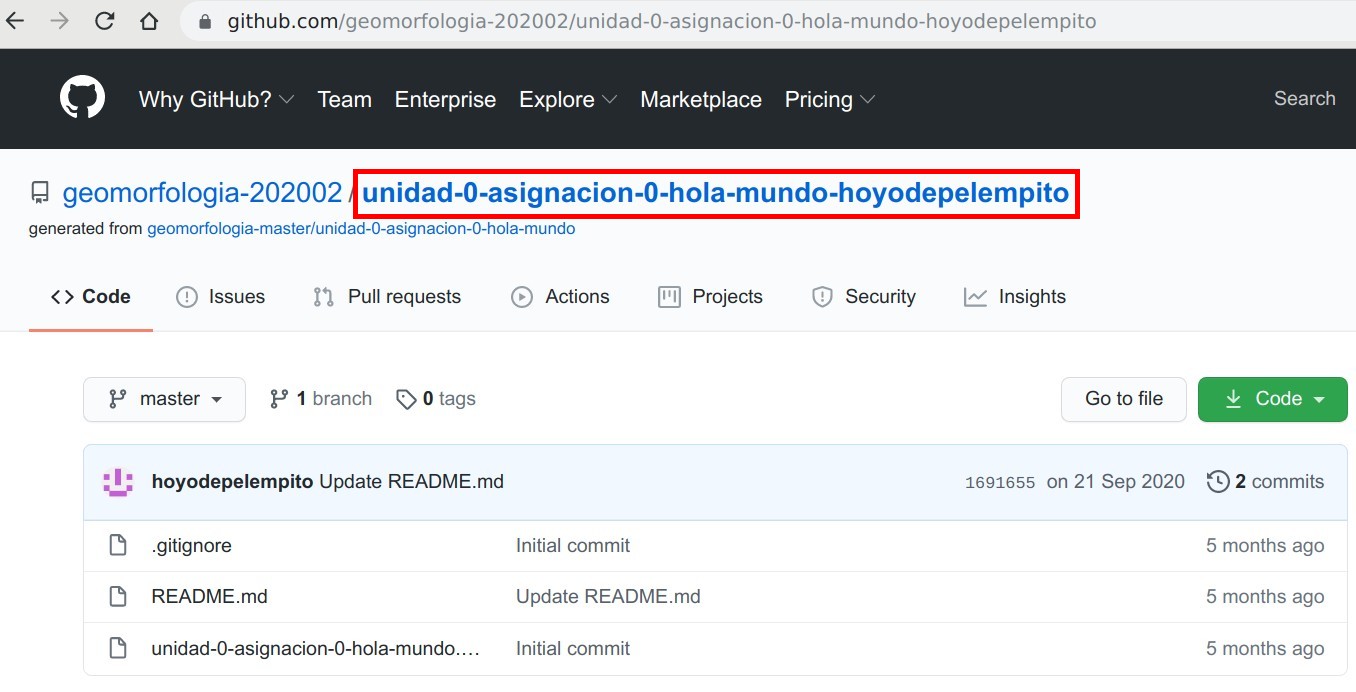 github.com/geomorfologia-202002/unidad-0-asignacion-0-hola-mundo-hoyodepelempito
Why GitHub? Team Enterprise Explore Marketplace Pricing Search
geomorfologia-202002 / unidad-0-asignacion-0-hola-mundo-hoyodepelempito
generated from geomorfologia-master/unidad-0-asignacion-0-hola-mundo
<> Code Issues Pull requests Actions Projects Security Insights
master 1 branch 0 tags Go to file Code
hoyodepelempito Update README.md 1691655 on 21 Sep 2020 2 commits
.gitignore Initial commit 5 months ago
README.md Update README.md 5 months ago
unidad-0-asignacion-0-hola-mundo.… Initial commit 5 months ago